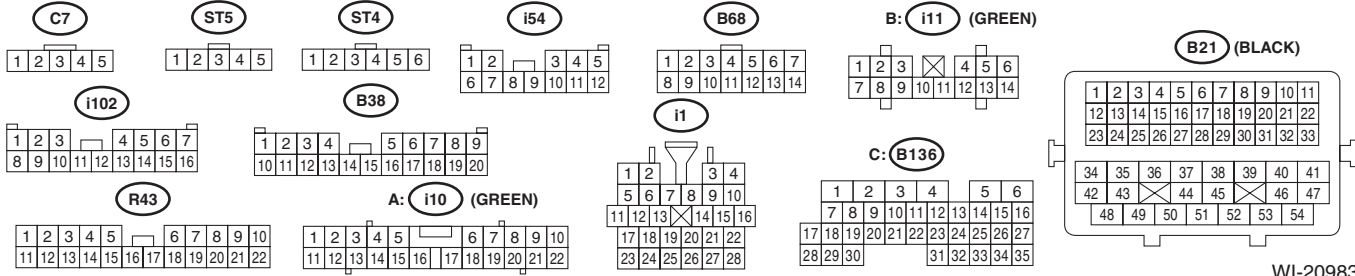 C7
1 2 3 4 5
ST5
1 2 3 4 5
ST4
1 2 3 4 5 6
i54
1 2 3 4 5
6 7 8 9 10 11 12
B68
1 2 3 4 5 6 7
8 9 10 11 12 13 14
B: i11 (GREEN)
1 2 3 4 5 6
7 8 9 10 11 12 13 14
B21 (BLACK)
1 2 3 4 5 6 7 8 9 10 11
12 13 14 15 16 17 18 19 20 21 22
23 24 25 26 27 28 29 30 31 32 33
34 35 36 37 38 39 40 41
42 43 44 45 46 47
48 49 50 51 52 53 54
i102
1 2 3 4 5 6 7
8 9 10 11 12 13 14 15 16
B38
1 2 3 4 5 6 7 8 9
10 11 12 13 14 15 16 17 18 19 20
i1
1 2 3 4
5 6 7 8 9 10
11 12 13 14 15 16
17 18 19 20 21 22
23 24 25 26 27 28
C: B136
1 2 3 4 5 6
7 8 9 10 11 12 13 14 15 16
17 18 19 20 21 22 23 24 25 26 27
28 29 30 31 32 33 34 35
R43
1 2 3 4 5 6 7 8 9 10
11 12 13 14 15 16 17 18 19 20 21 22
A: i10 (GREEN)
1 2 3 4 5 6 7 8 9 10
11 12 13 14 15 16 17 18 19 20 21 22
WI-20983